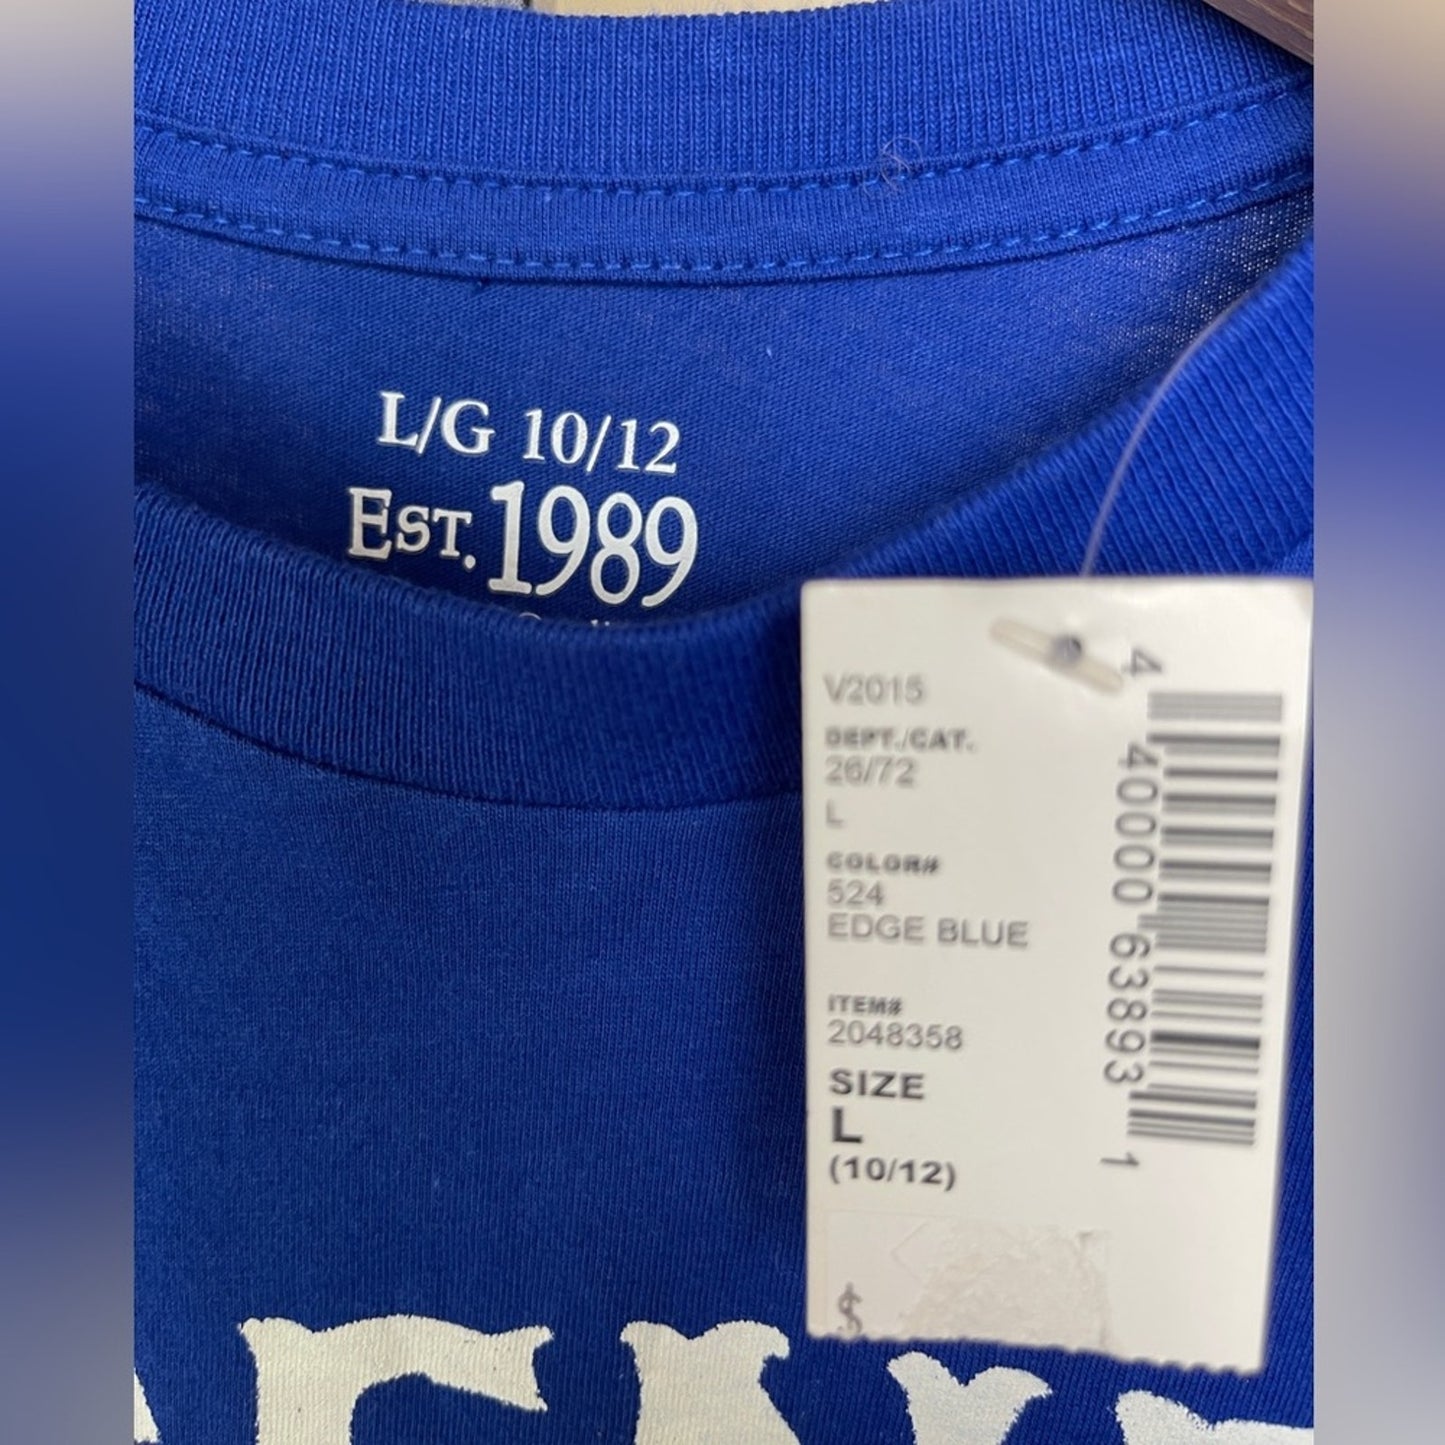 L/G 10/12
EST. 1989
V2015
DEPT./CAT.
26/72
L
COLOR#
524
EDGE BLUE
ITEM#
2048358
SIZE
L
(10/12)
$
4 40000 63893 1